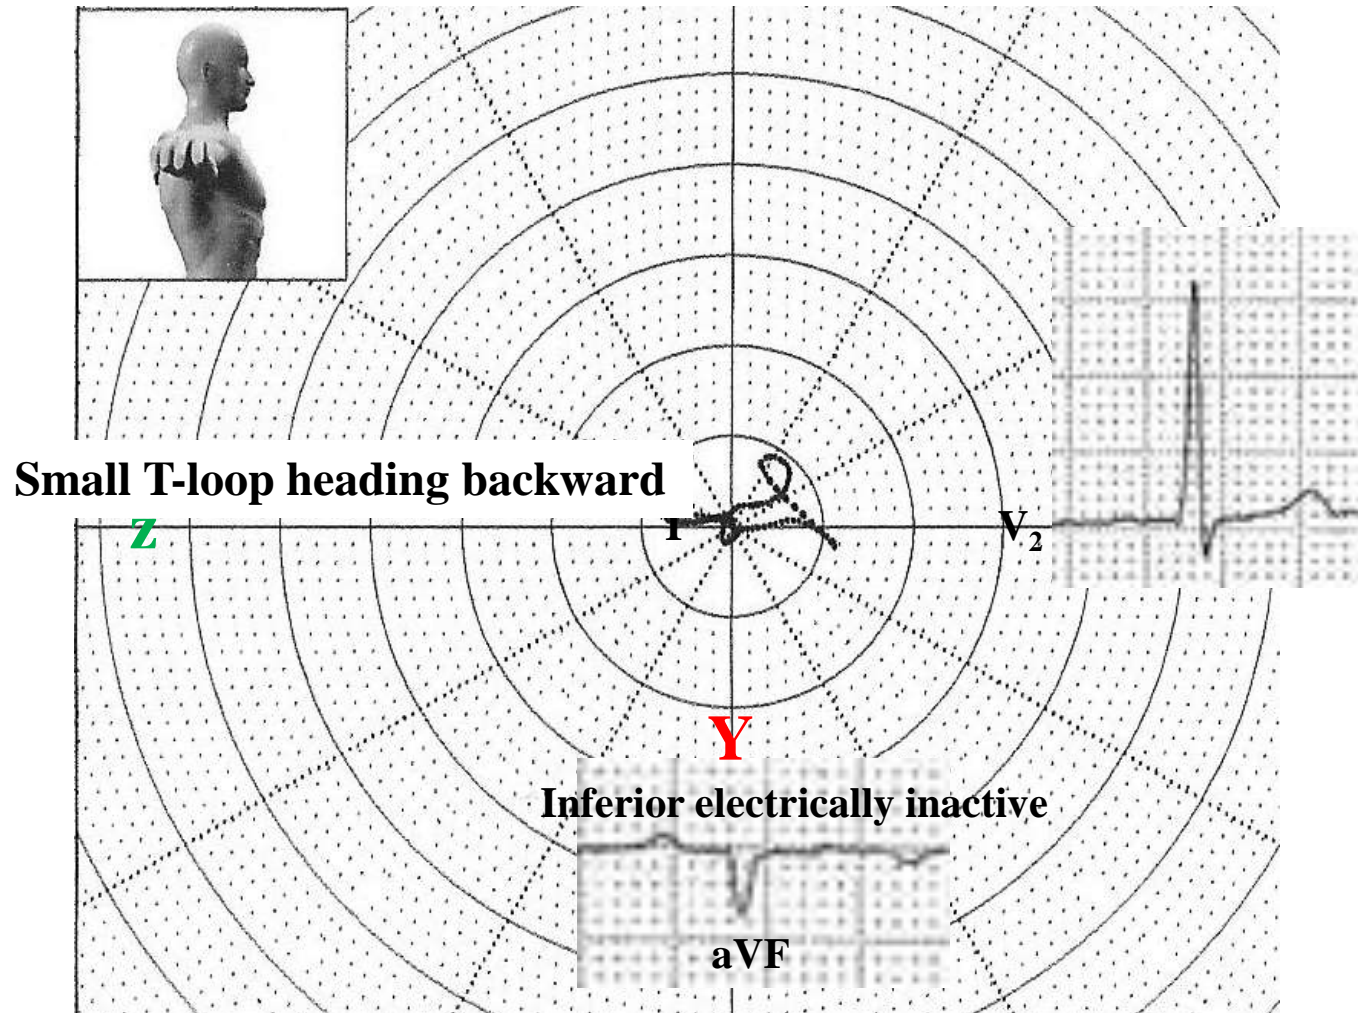 Small T-loop heading backward
z
T
V2
Y
Inferior electrically inactive
aVF